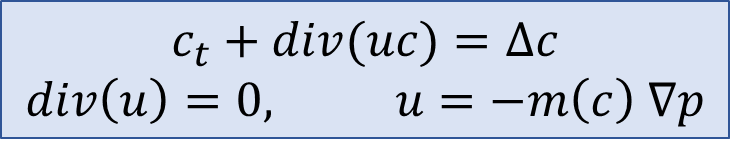 c_t + div(uc) = Δc
div(u) = 0, u = −m(c) ∇p